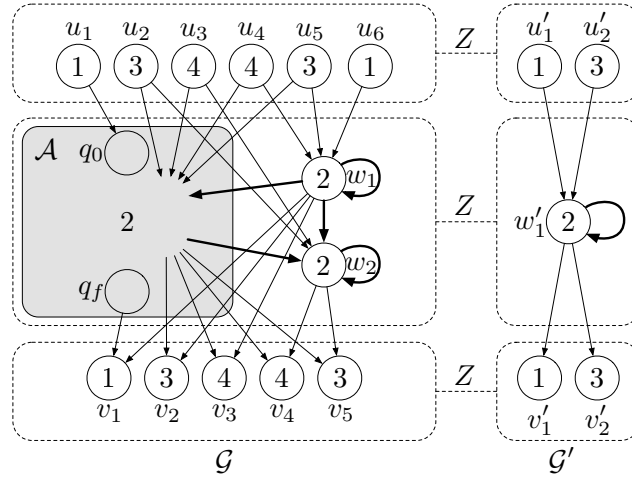 u₁ u₂ u₃ u₄ u₅ u₆ Z u′₁ u′₂
1 3 4 4 3 1 1 3
𝒜 q₀ 2 w₁
2 Z w′₁ 2
q_f 2 w₂
1 3 4 4 3 Z 1 3
v₁ v₂ v₃ v₄ v₅ v′₁ v′₂
𝒢 𝒢′